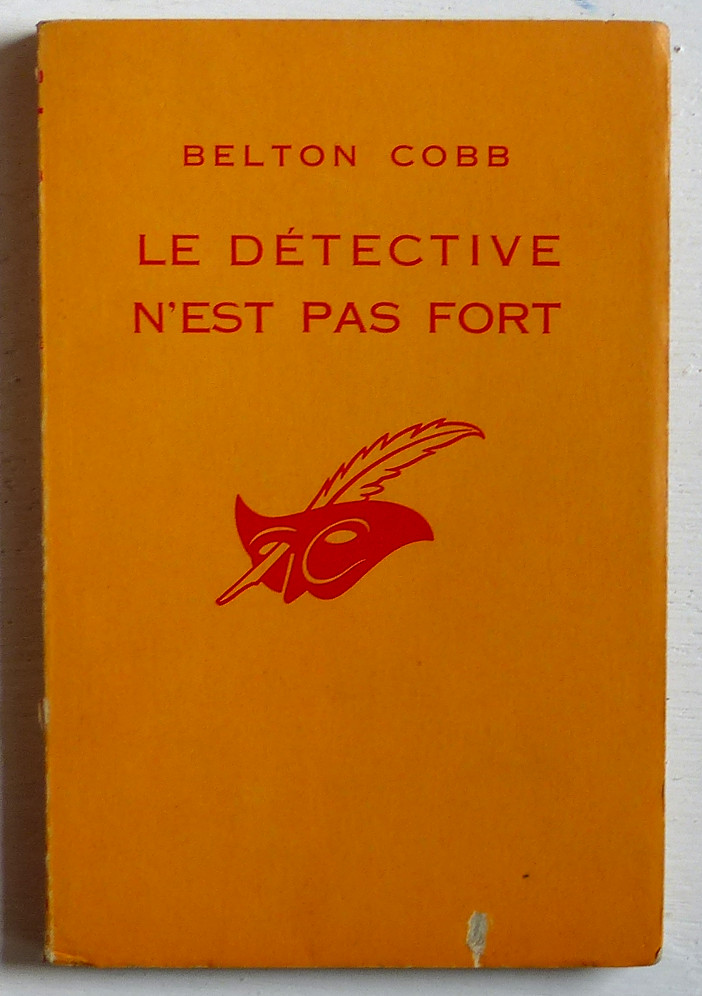 BELTON COBB
LE DÉTECTIVE
N'EST PAS FORT